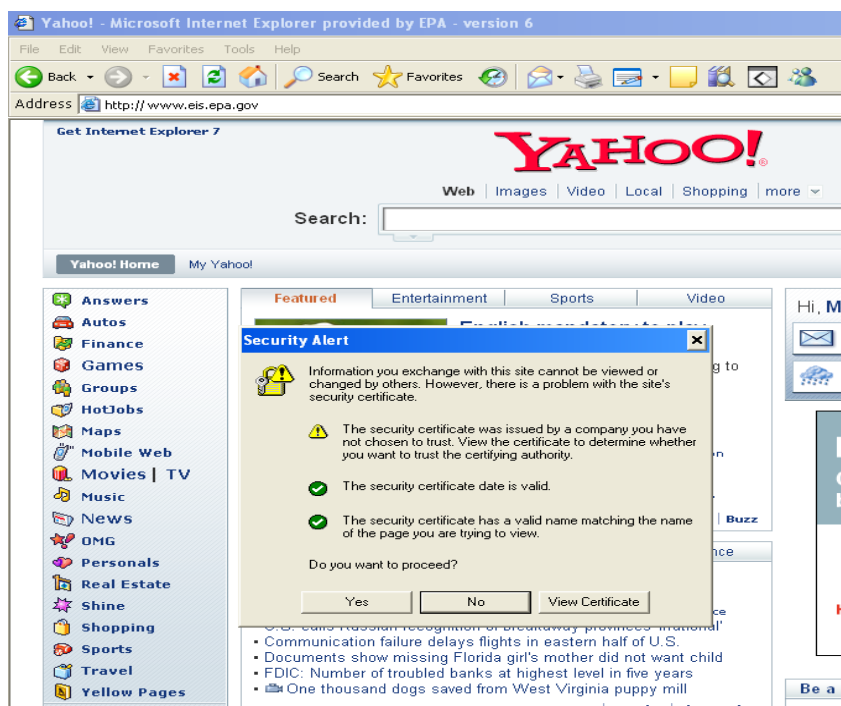 Yahoo! - Microsoft Internet Explorer provided by EPA - version 6
File Edit View Favorites Tools Help
Back Search Favorites
Address http://www.eis.epa.gov
Get Internet Explorer 7
YAHOO!
Web | Images | Video | Local | Shopping | more
Search:
Yahoo! Home My Yahoo!
Answers
Autos
Finance
Games
Groups
HotJobs
Maps
Mobile Web
Movies | TV
Music
News
OMG
Personals
Real Estate
Shine
Shopping
Sports
Travel
Yellow Pages
Featured Entertainment Sports Video
Security Alert
Information you exchange with this site cannot be viewed or
changed by others. However, there is a problem with the site's
security certificate.
The security certificate was issued by a company you have
not chosen to trust. View the certificate to determine whether
you want to trust the certifying authority.
The security certificate date is valid.
The security certificate has a valid name matching the name
of the page you are trying to view.
Do you want to proceed?
Yes No View Certificate
g to
Buzz
• Communication failure delays flights in eastern half of U.S.
• Documents show missing Florida girl's mother did not want child
• FDIC: Number of troubled banks at highest level in five years
• One thousand dogs saved from West Virginia puppy mill
Hi, M
Be a